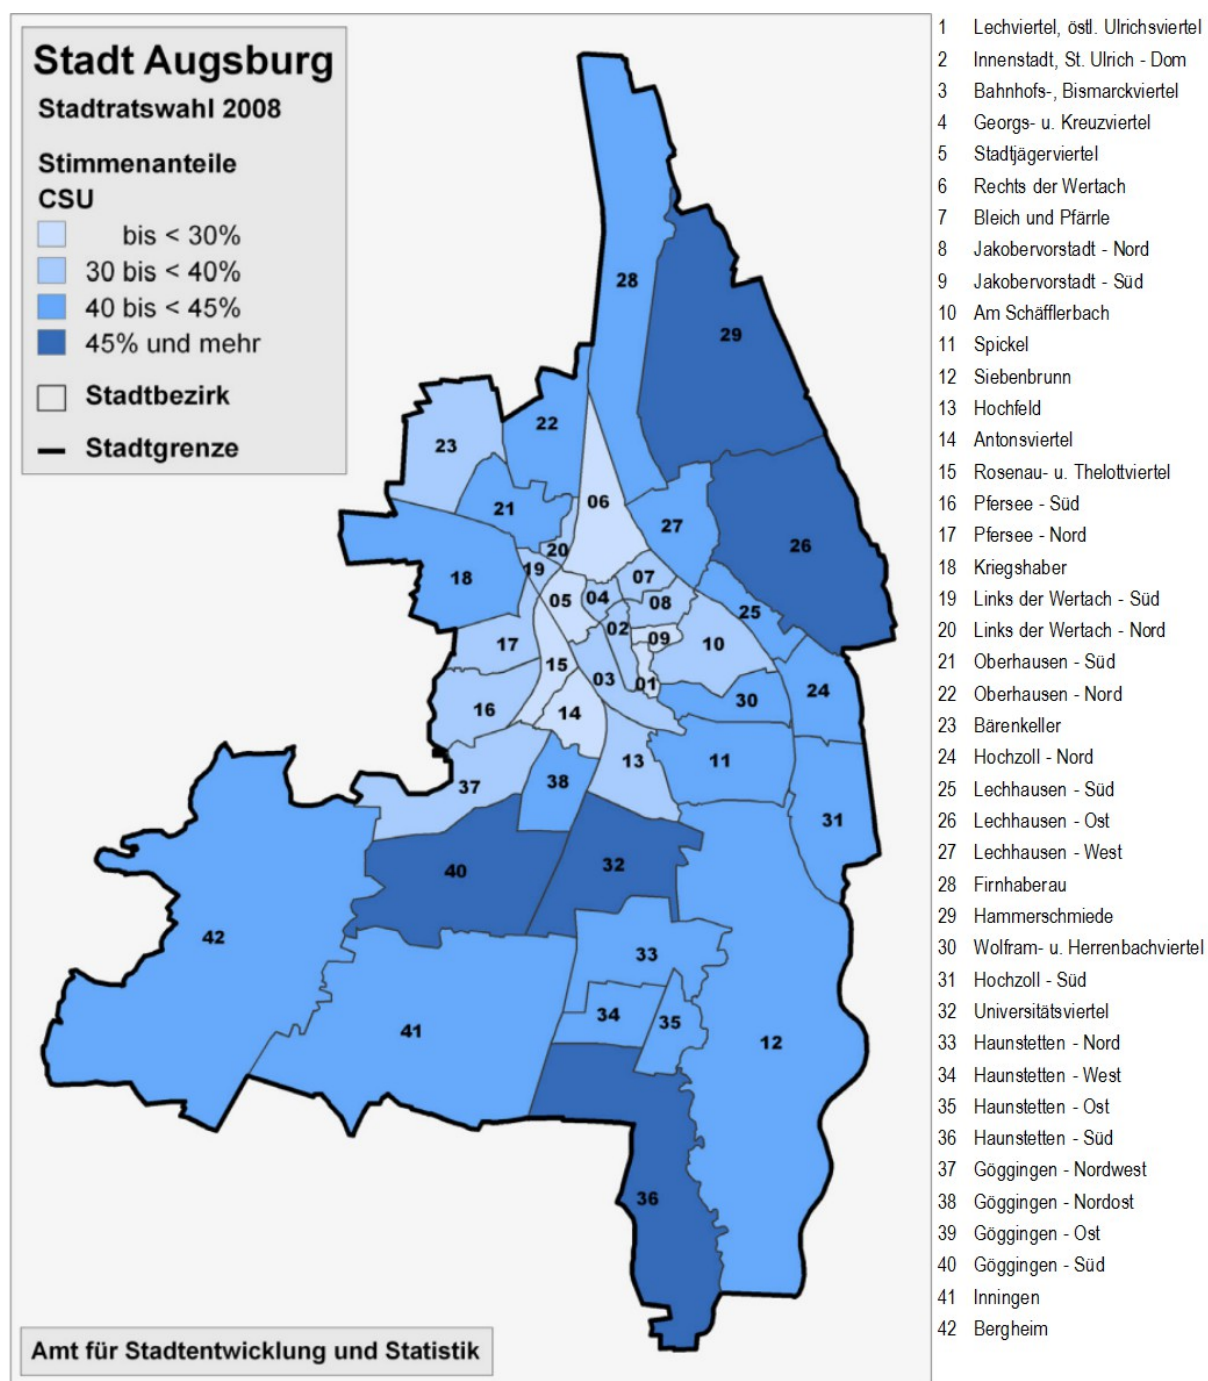 Stadt Augsburg
Stadtratswahl 2008
Stimmenanteile
CSU
bis < 30%
30 bis < 40%
40 bis < 45%
45% und mehr
Stadtbezirk
Stadtgrenze
28
29
22
23
06
21
27
26
20
19
18
07
05
04
08
25
02
09
17
10
15
03
01
24
16
14
30
13
11
37
38
31
40
32
42
33
34
35
41
12
36
Amt für Stadtentwicklung und Statistik
1 Lechviertel, östl. Ulrichsviertel
2 Innenstadt, St. Ulrich - Dom
3 Bahnhofs-, Bismarckviertel
4 Georgs- u. Kreuzviertel
5 Stadtjägerviertel
6 Rechts der Wertach
7 Bleich und Pfärrle
8 Jakobervorstadt - Nord
9 Jakobervorstadt - Süd
10 Am Schäfflerbach
11 Spickel
12 Siebenbrunn
13 Hochfeld
14 Antonsviertel
15 Rosenau- u. Thelottviertel
16 Pfersee - Süd
17 Pfersee - Nord
18 Kriegshaber
19 Links der Wertach - Süd
20 Links der Wertach - Nord
21 Oberhausen - Süd
22 Oberhausen - Nord
23 Bärenkeller
24 Hochzoll - Nord
25 Lechhausen - Süd
26 Lechhausen - Ost
27 Lechhausen - West
28 Firnhaberau
29 Hammerschmiede
30 Wolfram- u. Herrenbachviertel
31 Hochzoll - Süd
32 Universitätsviertel
33 Haunstetten - Nord
34 Haunstetten - West
35 Haunstetten - Ost
36 Haunstetten - Süd
37 Göggingen - Nordwest
38 Göggingen - Nordost
39 Göggingen - Ost
40 Göggingen - Süd
41 Inningen
42 Bergheim